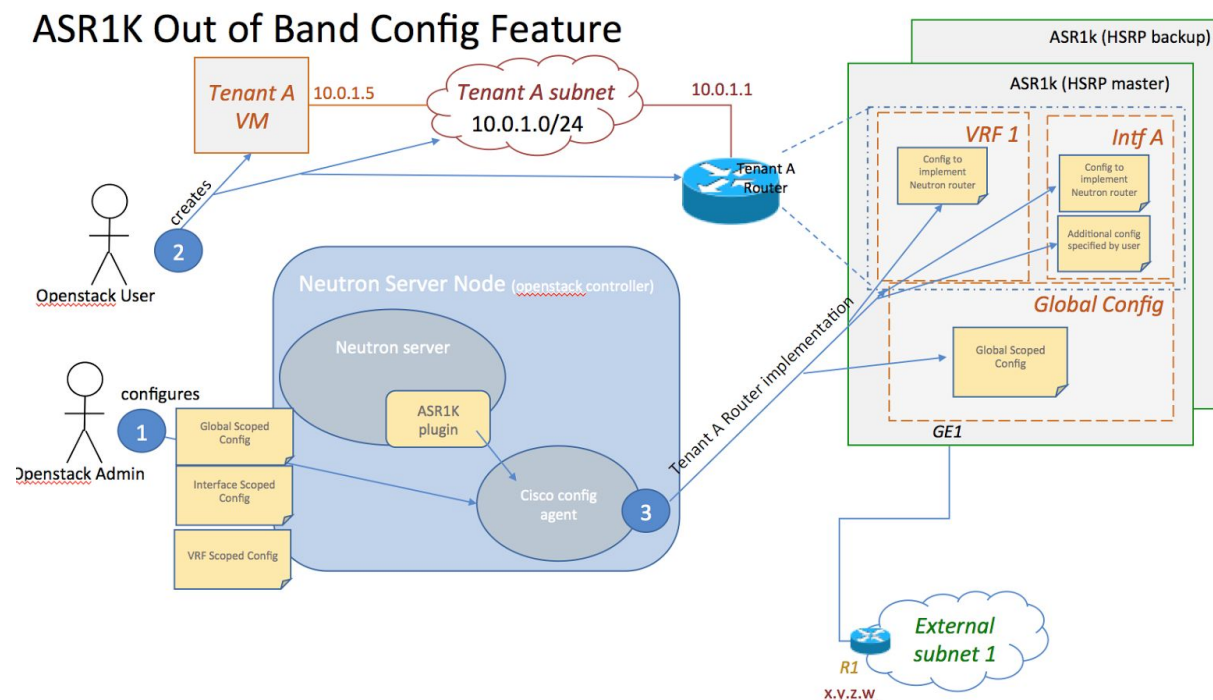 ASR1K Out of Band Config Feature
ASR1k (HSRP backup)
ASR1k (HSRP master)
Tenant A
VM
10.0.1.5
Tenant A subnet
10.0.1.0/24
10.0.1.1
Tenant A
Router
VRF 1
Config to
implement
Neutron router
Intf A
Config to
implement
Neutron router
Additional config
specified by user
Global Config
Global Scoped
Config
GE1
creates
2
Openstack User
Neutron Server Node (openstack controller)
Neutron server
ASR1K
plugin
Cisco config
agent
3
Tenant A Router implementation
configures
1
Openstack Admin
Global Scoped
Config
Interface Scoped
Config
VRF Scoped Config
External
subnet 1
R1
x.y.z.w